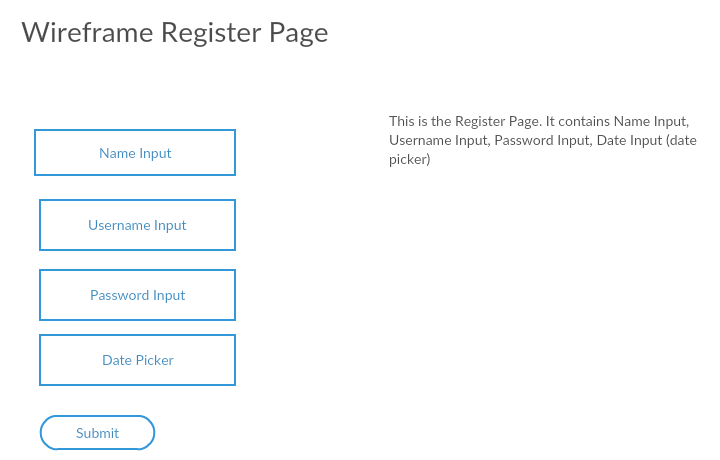 Wireframe Register Page
This is the Register Page. It contains Name Input,
Username Input, Password Input, Date Input (date
picker)
Name Input
Username Input
Password Input
Date Picker
Submit